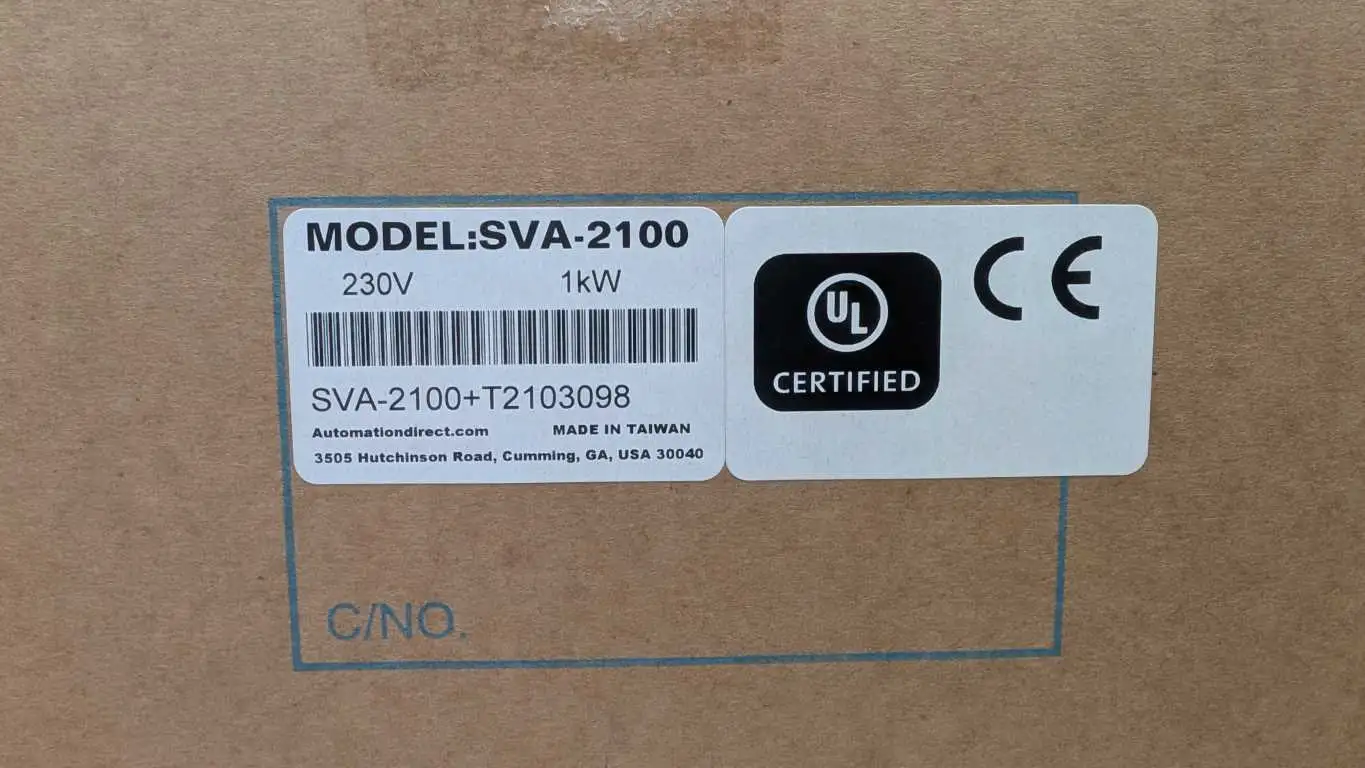 MODEL:SVA-2100
230V 1kW
SVA-2100+T2103098
Automationdirect.com MADE IN TAIWAN
3505 Hutchinson Road, Cumming, GA, USA 30040
UL
CERTIFIED
CE
C/NO.